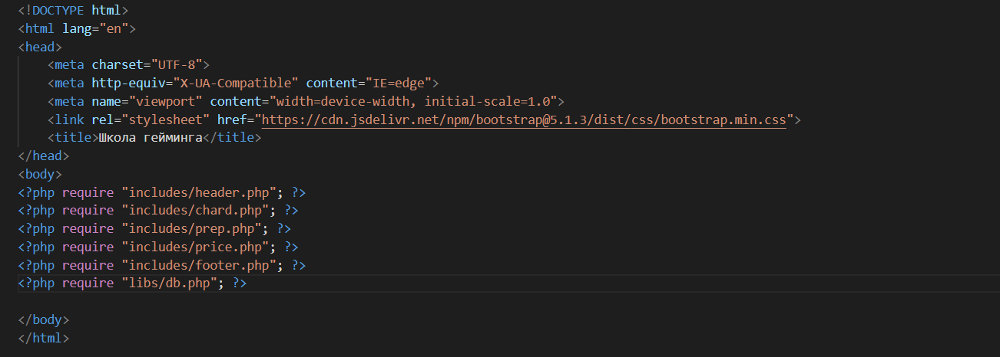 <!DOCTYPE html>
<html lang="en">
<head>
    <meta charset="UTF-8">
    <meta http-equiv="X-UA-Compatible" content="IE=edge">
    <meta name="viewport" content="width=device-width, initial-scale=1.0">
    <link rel="stylesheet" href="https://cdn.jsdelivr.net/npm/bootstrap@5.1.3/dist/css/bootstrap.min.css">
    <title>Школа гейминга</title>
</head>
<body>
<?php require "includes/header.php"; ?>
<?php require "includes/chard.php"; ?>
<?php require "includes/prep.php"; ?>
<?php require "includes/price.php"; ?>
<?php require "includes/footer.php"; ?>
<?php require "libs/db.php"; ?>

</body>
</html>